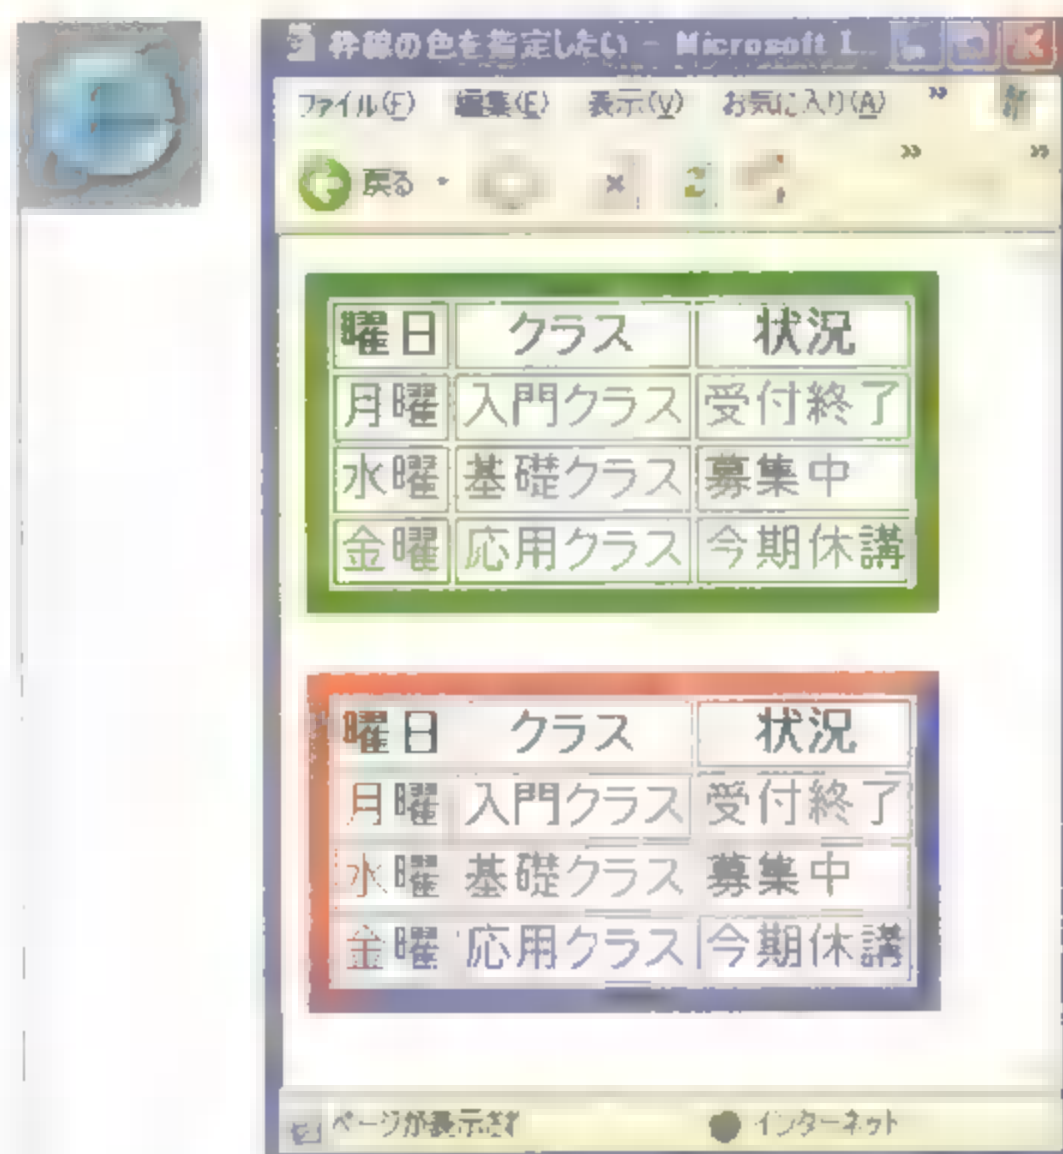 枠線の色を指定したい - Microsoft I...
ファイル(F) 編集(E) 表示(V) お気に入り(A) »
戻る » »
曜日 クラス 状況
月曜 入門クラス 受付終了
水曜 基礎クラス 募集中
金曜 応用クラス 今期休講
曜日 クラス 状況
月曜 入門クラス 受付終了
水曜 基礎クラス 募集中
金曜 応用クラス 今期休講
ページが表示され インターネット